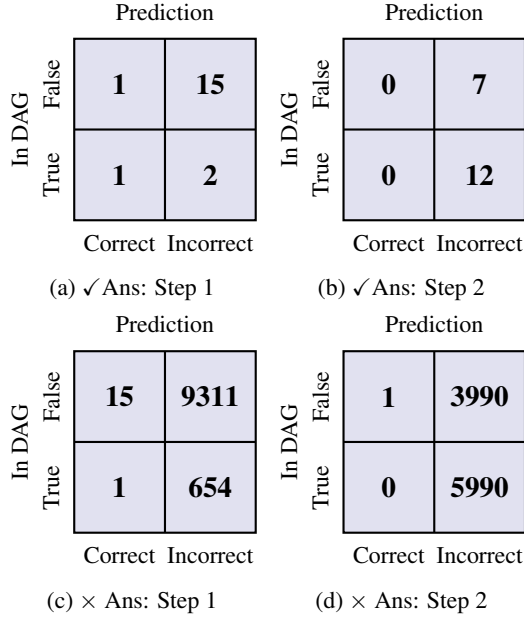 Prediction Prediction
In DAG False 1 15 In DAG False 0 7
True 1 2 True 0 12
Correct Incorrect Correct Incorrect
(a) ✓Ans: Step 1 (b) ✓Ans: Step 2
Prediction Prediction
In DAG False 15 9311 In DAG False 1 3990
True 1 654 True 0 5990
Correct Incorrect Correct Incorrect
(c) × Ans: Step 1 (d) × Ans: Step 2